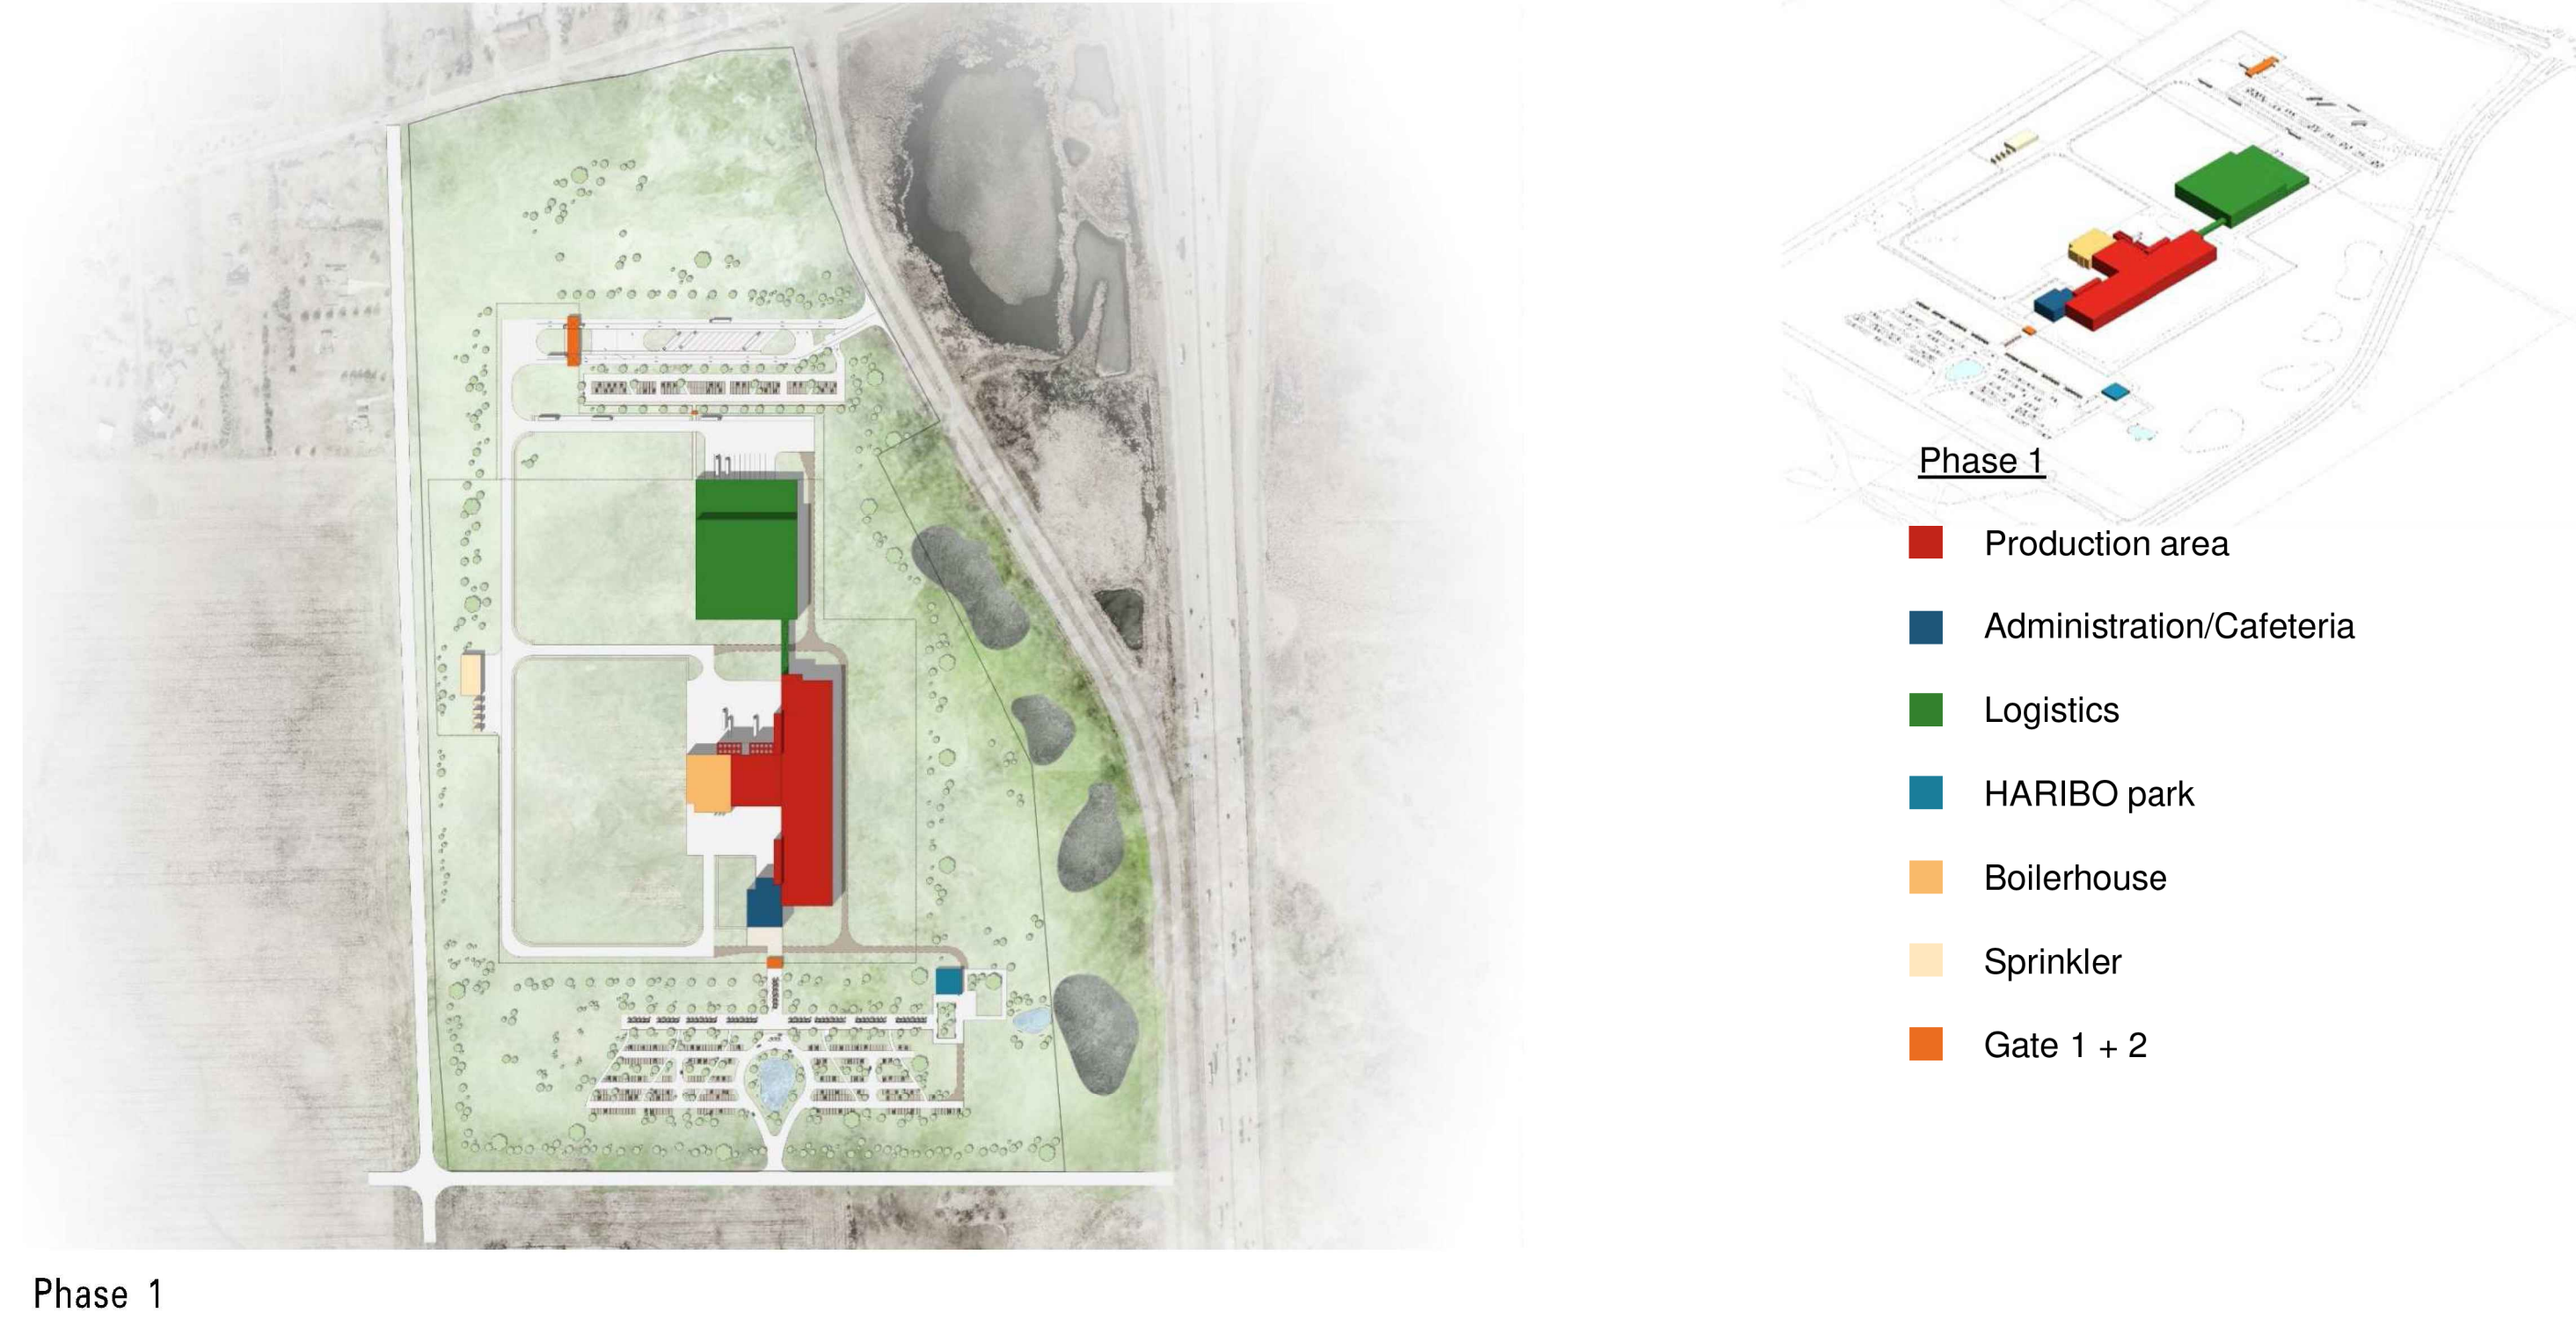 Phase 1
Production area
Administration/Cafeteria
Logistics
HARIBO park
Boilerhouse
Sprinkler
Gate 1 + 2
Phase 1